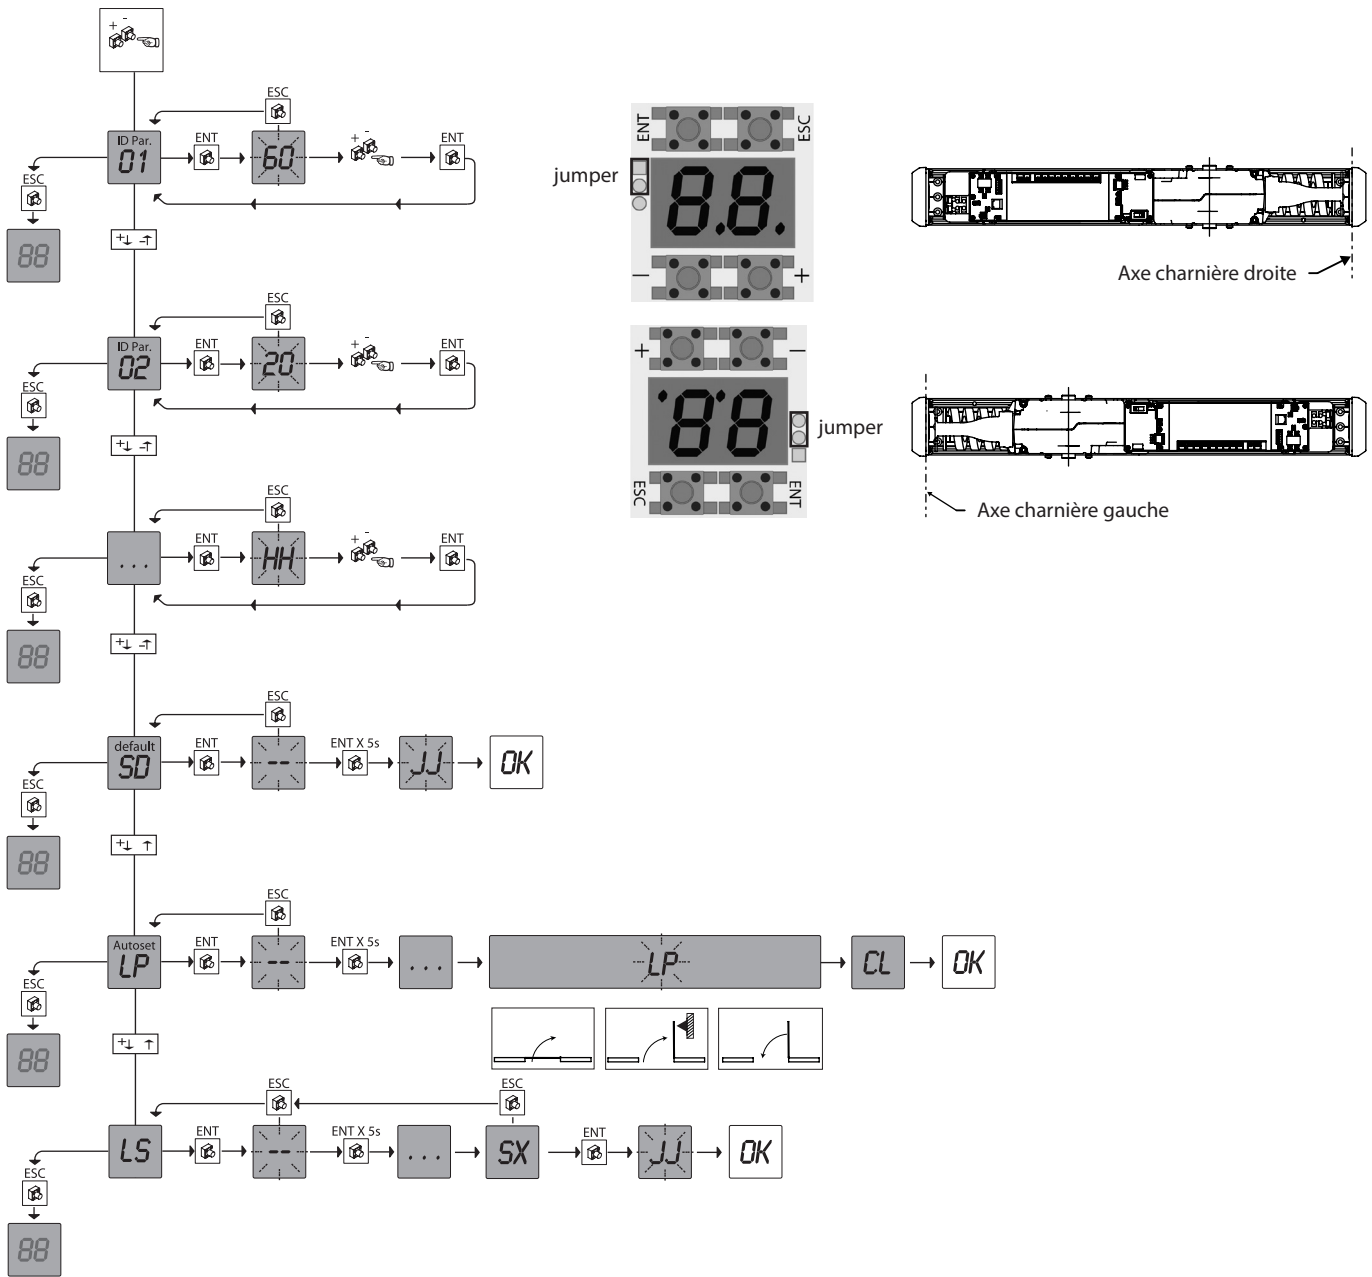 + -
ESC
ID Par.
01
ENT
60
+ -
ENT
ESC
88
+↓ -↑
ESC
ID Par.
02
ENT
20
+ -
ENT
ESC
88
+↓ -↑
ESC
...
ENT
HH
+ -
ENT
ESC
88
+↓ -↑
ESC
default
SD
ENT
--
ENT X 5s
JJ
OK
ESC
88
+↓ ↑
ESC
Autoset
LP
ENT
--
ENT X 5s
...
LP
CL
OK
ESC
88
+↓ ↑
ESC
ESC
LS
ENT
--
ENT X 5s
...
SX
ENT
JJ
OK
ESC
88
ENT
ESC
jumper
8.8.
-
+
Axe charnière droite
+
-
88
jumper
ESC
ENT
Axe charnière gauche